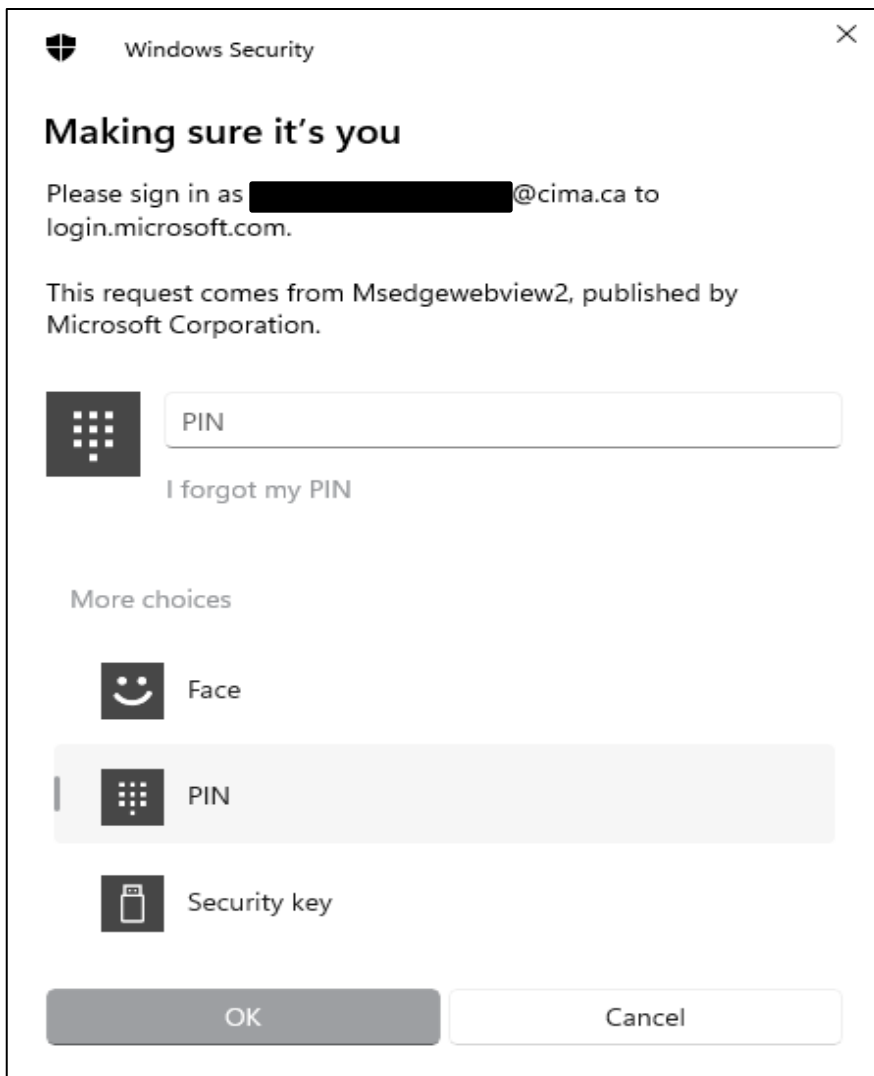 Windows Security
Making sure it's you
Please sign in as @cima.ca to
login.microsoft.com.
This request comes from Msedgewebview2, published by
Microsoft Corporation.
PIN
I forgot my PIN
More choices
Face
PIN
Security key
OK
Cancel